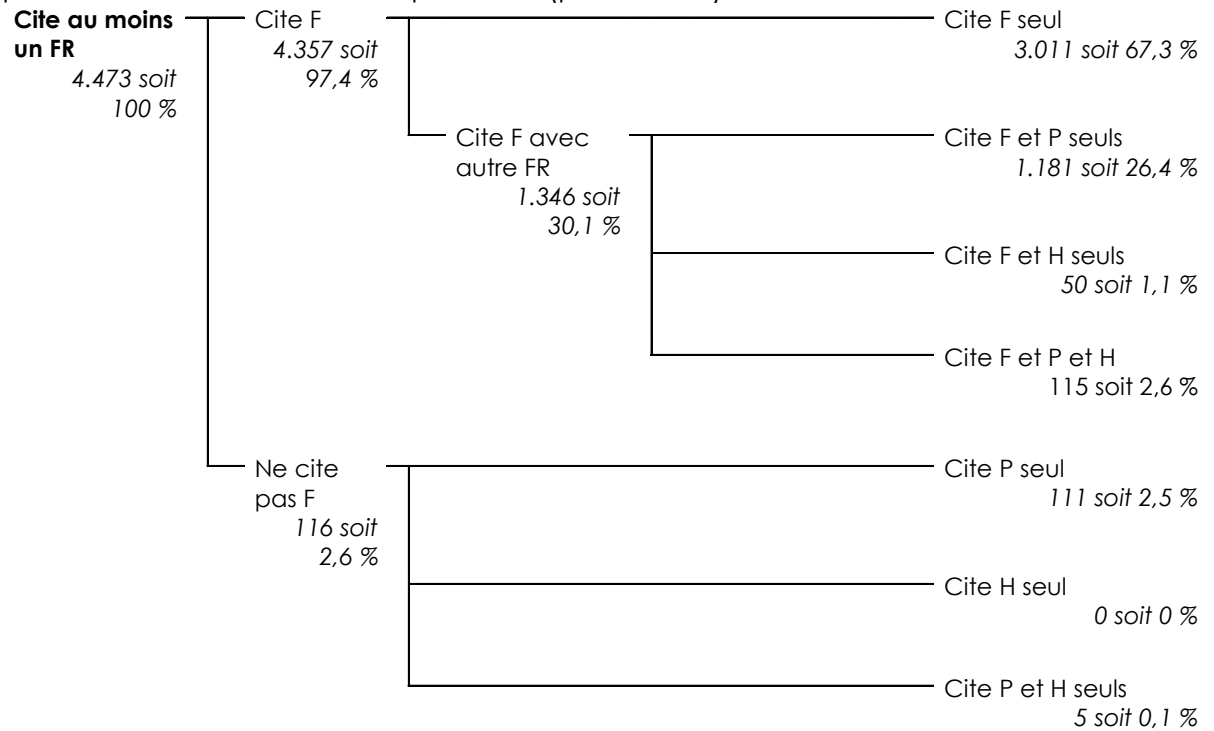 Cite au moins
un FR
4.473 soit
100 %
Cite F
4.357 soit
97,4 %
Cite F seul
3.011 soit 67,3 %
Cite F avec
autre FR
1.346 soit
30,1 %
Cite F et P seuls
1.181 soit 26,4 %
Cite F et H seuls
50 soit 1,1 %
Cite F et P et H
115 soit 2,6 %
Ne cite
pas F
116 soit
2,6 %
Cite P seul
111 soit 2,5 %
Cite H seul
0 soit 0 %
Cite P et H seuls
5 soit 0,1 %